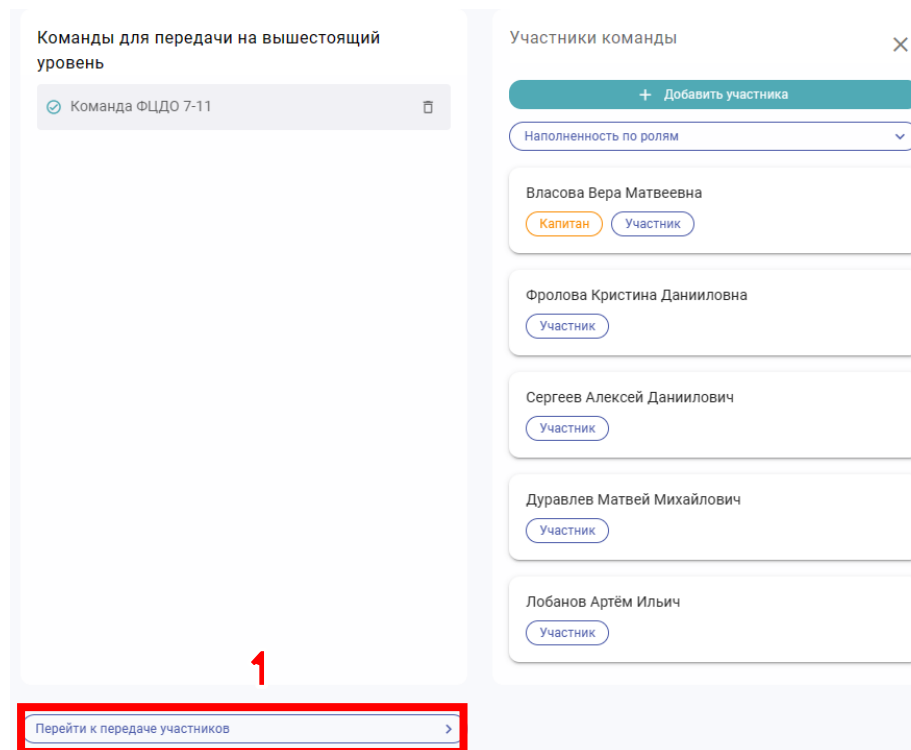 Команды для передачи на вышестоящий
уровень
Команда ФЦДО 7-11
1
Перейти к передаче участников
Участники команды
+ Добавить участника
Наполненность по ролям
Власова Вера Матвеевна
Капитан Участник
Фролова Кристина Данииловна
Участник
Сергеев Алексей Даниилович
Участник
Дуравлев Матвей Михайлович
Участник
Лобанов Артём Ильич
Участник